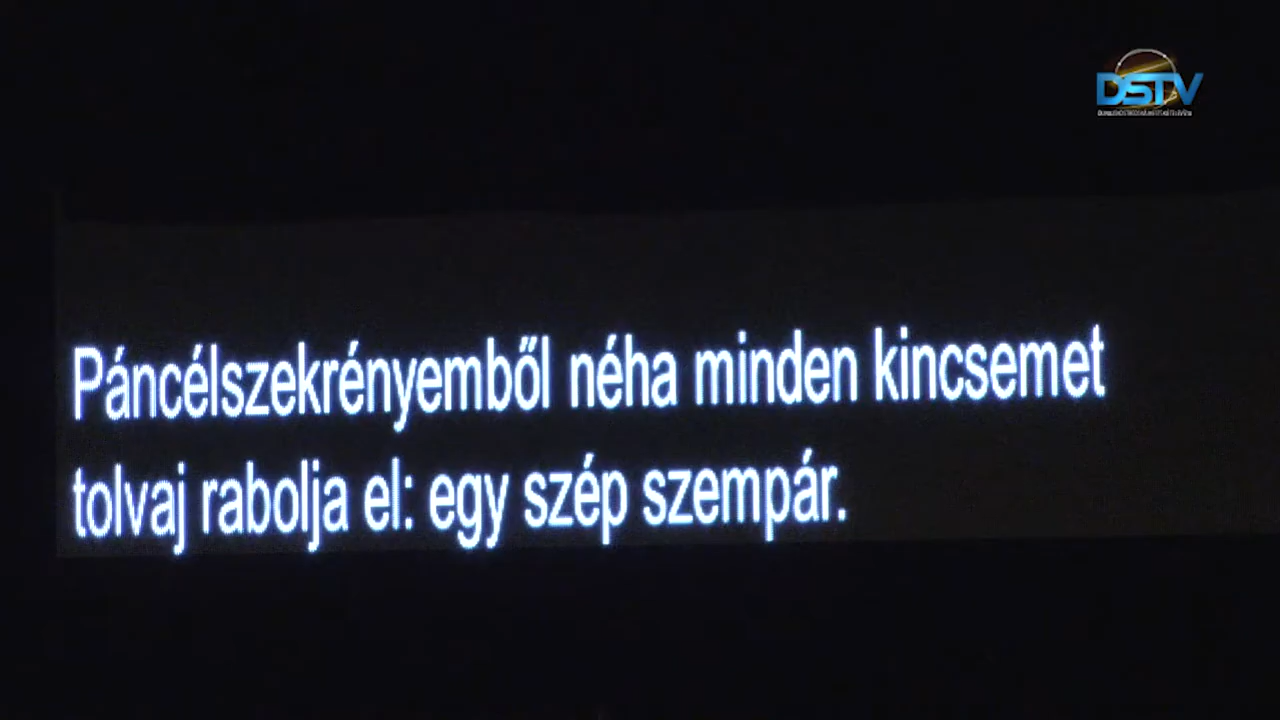 DSTV
Páncélszekrényemből néha minden kincsemet
tolvaj rabolja el: egy szép szempár.